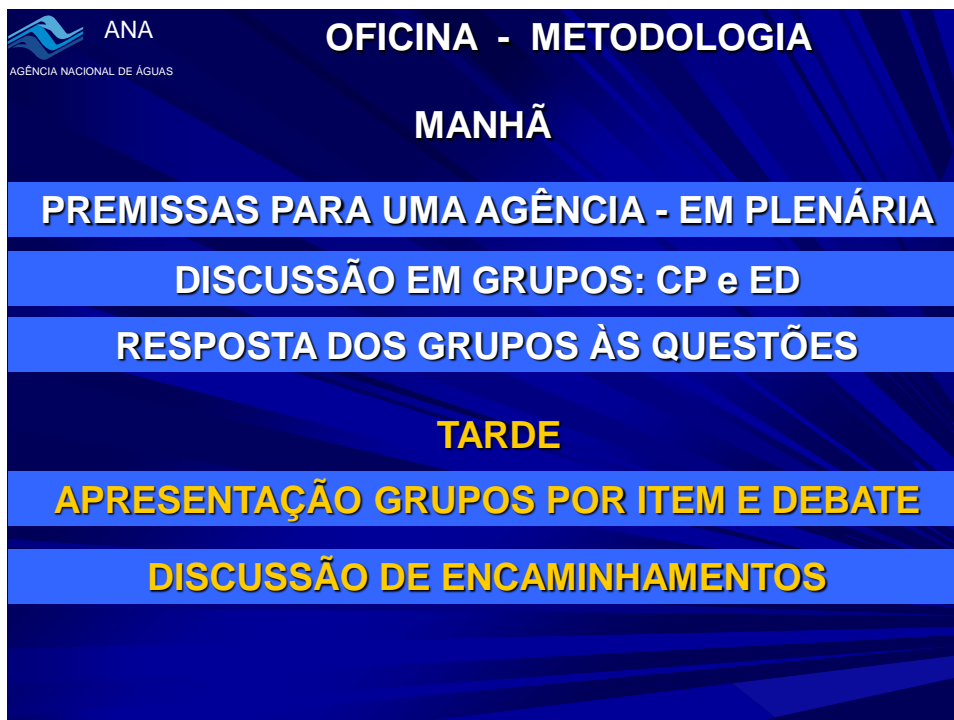 ANA
AGÊNCIA NACIONAL DE ÁGUAS
OFICINA - METODOLOGIA
MANHÃ
PREMISSAS PARA UMA AGÊNCIA - EM PLENÁRIA
DISCUSSÃO EM GRUPOS: CP e ED
RESPOSTA DOS GRUPOS ÀS QUESTÕES
TARDE
APRESENTAÇÃO GRUPOS POR ITEM E DEBATE
DISCUSSÃO DE ENCAMINHAMENTOS